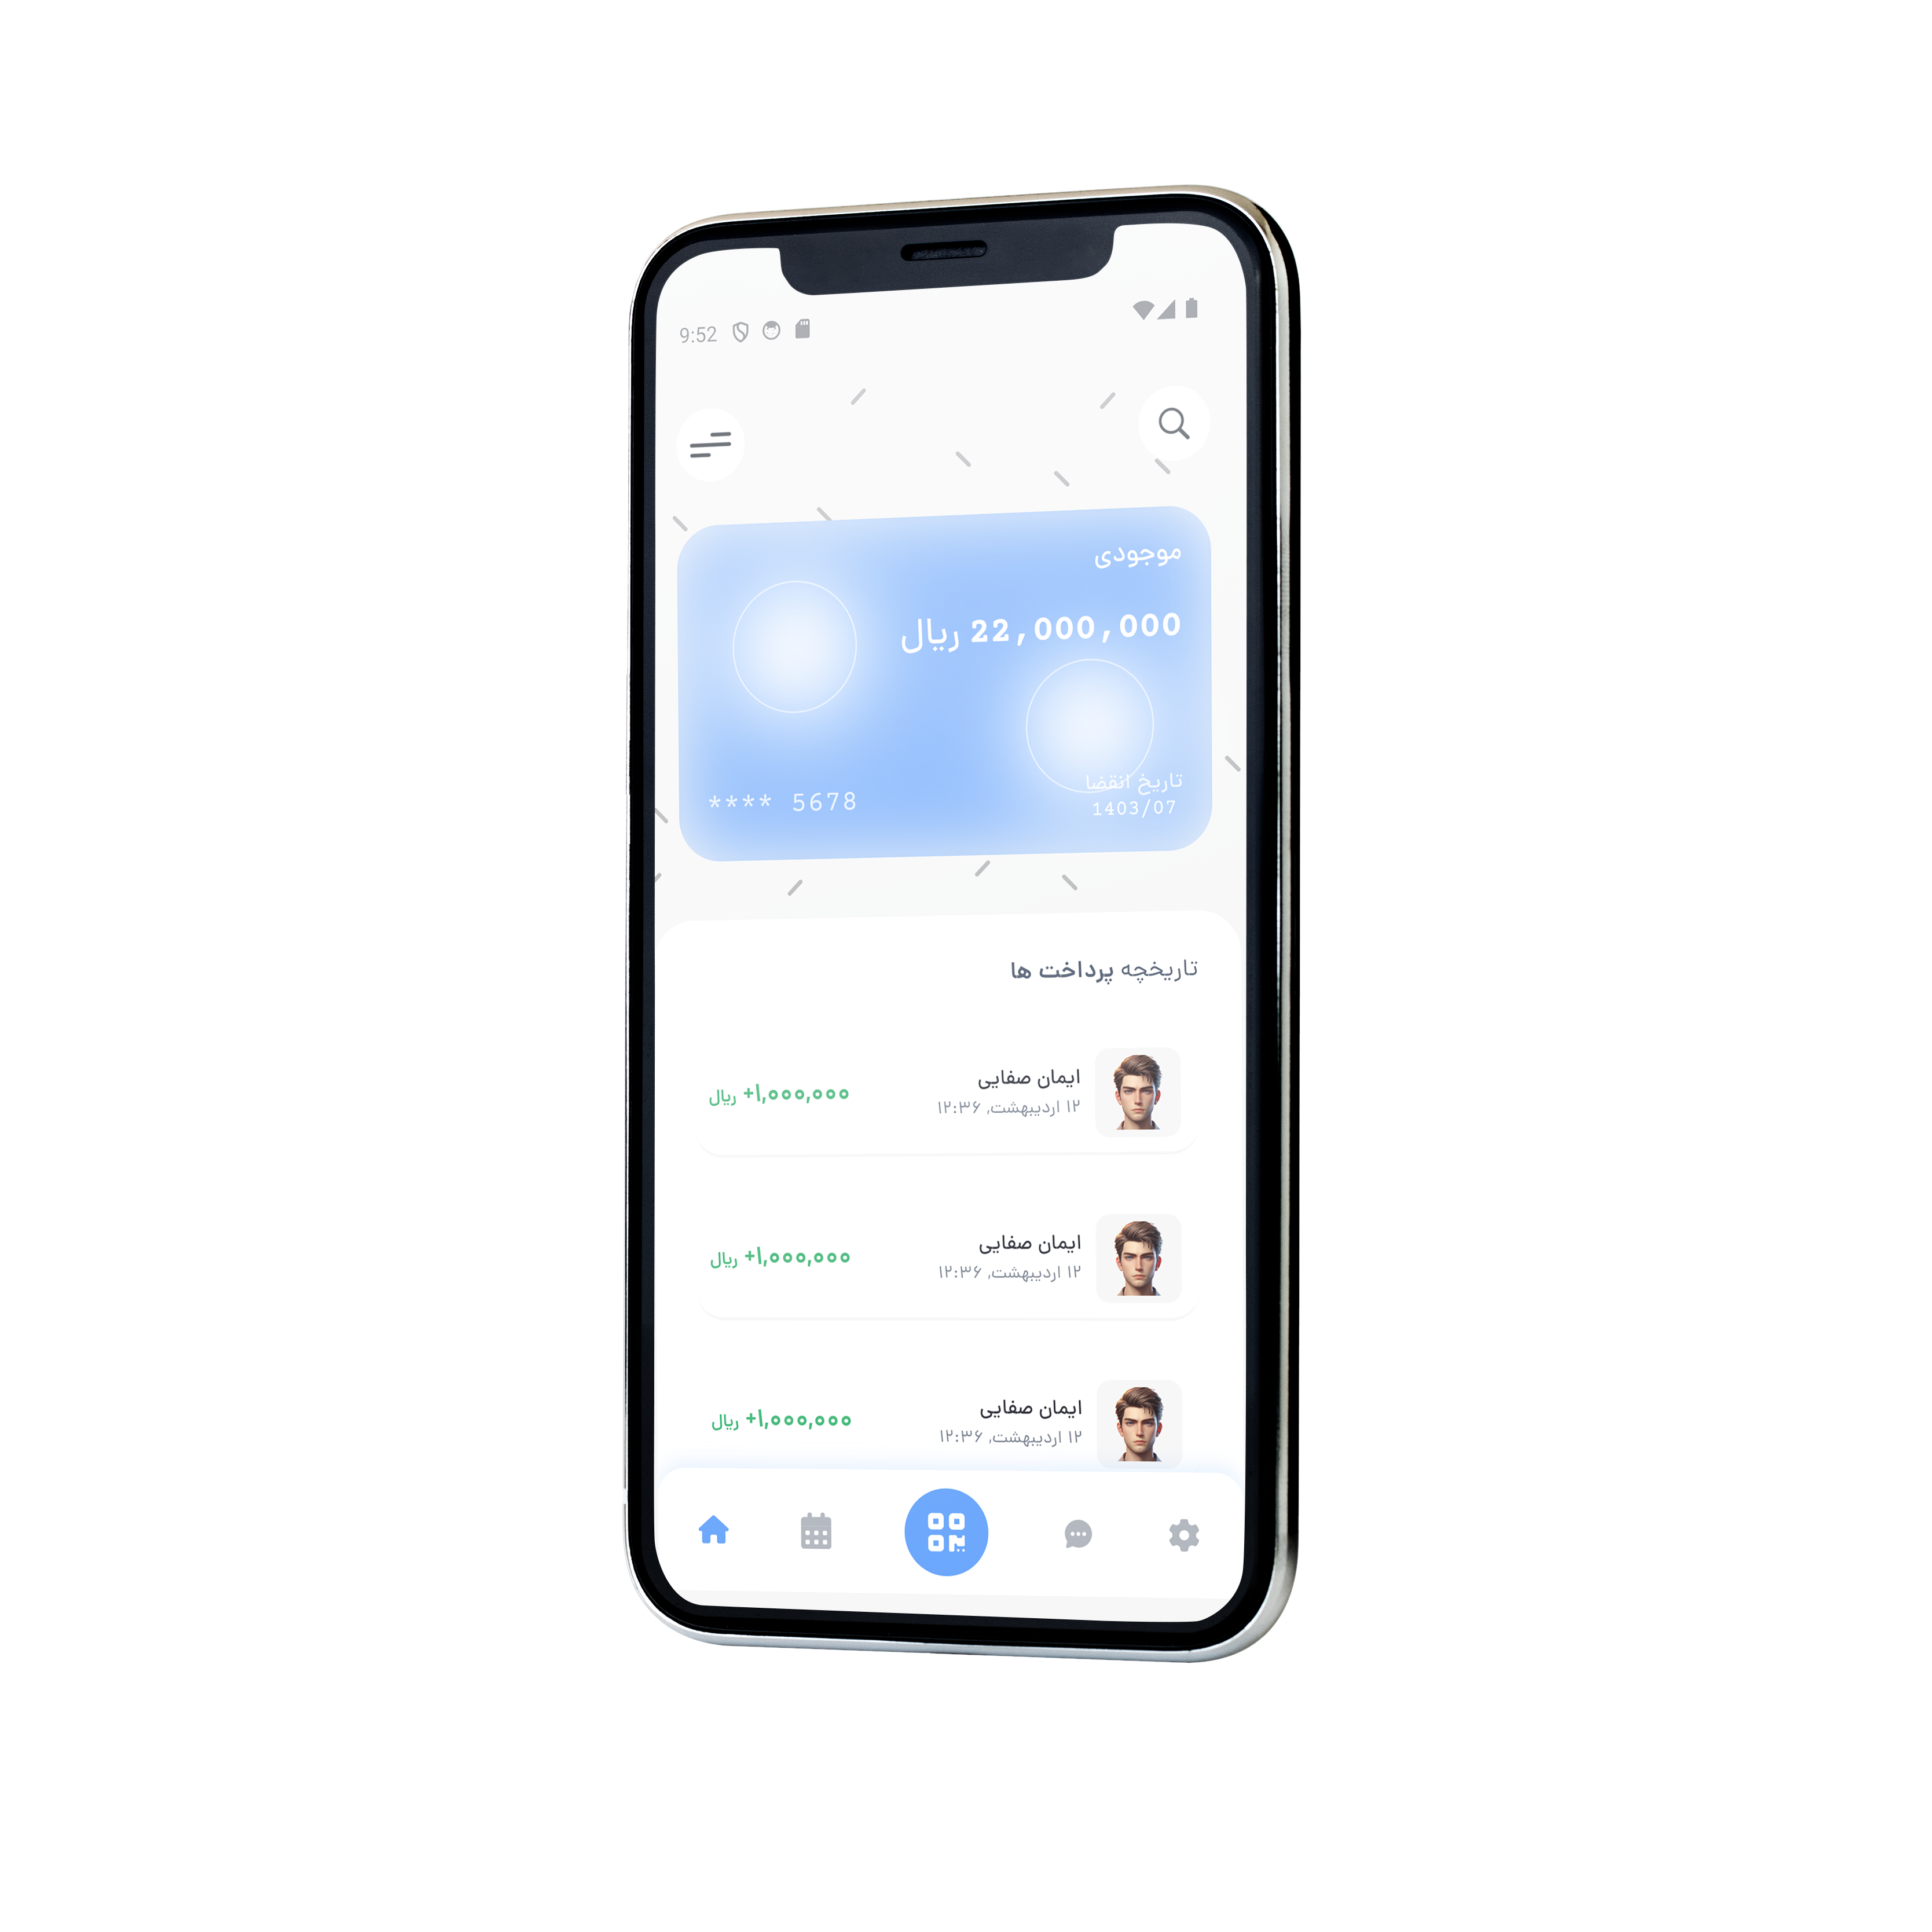 9:52
موجودی
22,000,000 ریال
تاریخ انقضا
1403/07
**** 5678
تاریخچه پرداخت ها
ایمان صفایی
۱۲ اردیبهشت, ۱۲:۳۶
+۱,۰۰۰,۰۰۰ ریال
ایمان صفایی
۱۲ اردیبهشت, ۱۲:۳۶
+۱,۰۰۰,۰۰۰ ریال
ایمان صفایی
۱۲ اردیبهشت, ۱۲:۳۶
+۱,۰۰۰,۰۰۰ ریال